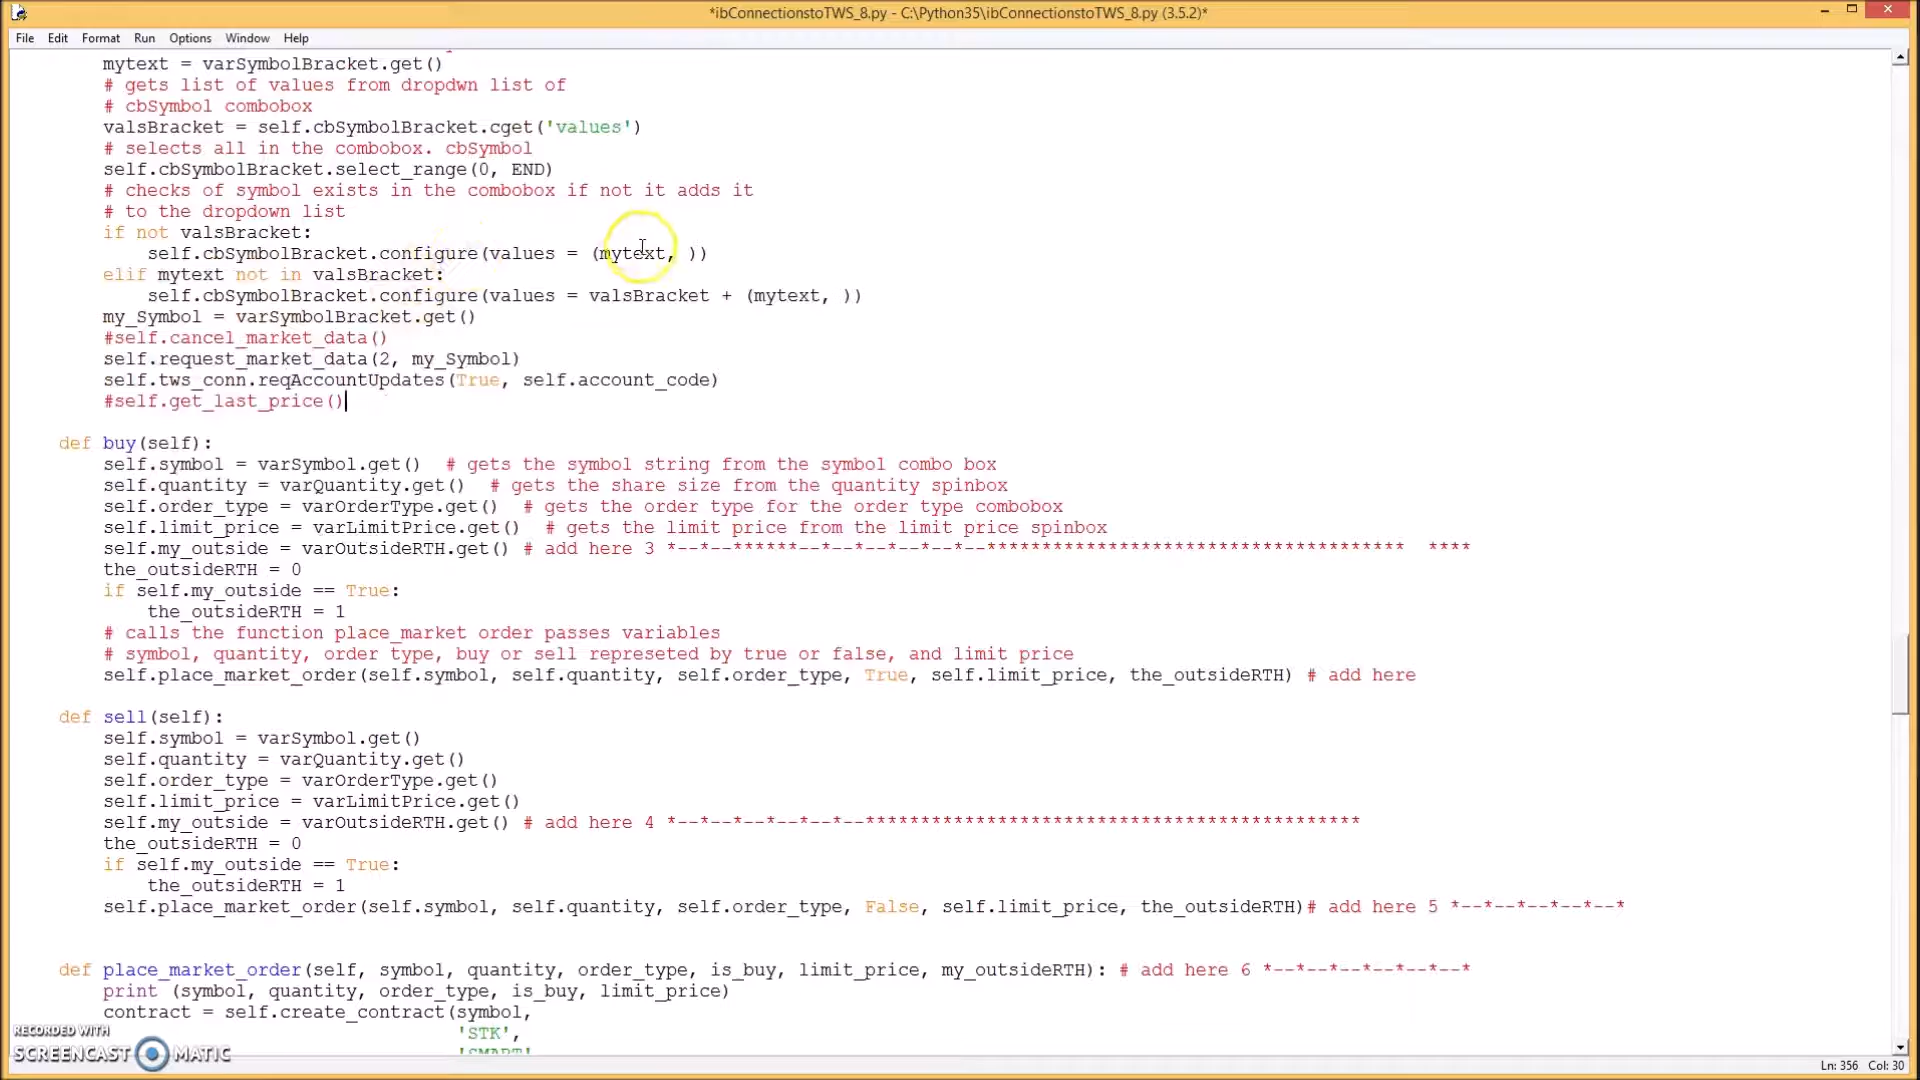 *ibConnectionstoTWS_8.py - C:\Python35\ibConnectionstoTWS_8.py (3.5.2)*
File Edit Format Run Options Window Help
mytext = varSymbolBracket.get()
# gets list of values from dropdwn list of
# cbSymbol combobox
valsBracket = self.cbSymbolBracket.cget('values')
# selects all in the combobox. cbSymbol
self.cbSymbolBracket.select_range(0, END)
# checks of symbol exists in the combobox if not it adds it
# to the dropdown list
if not valsBracket:
self.cbSymbolBracket.configure(values = (mytext, ))
elif mytext not in valsBracket:
self.cbSymbolBracket.configure(values = valsBracket + (mytext, ))
my_Symbol = varSymbolBracket.get()
#self.cancel_market_data()
self.request_market_data(2, my_Symbol)
self.tws_conn.reqAccountUpdates(True, self.account_code)
#self.get_last_price()
def buy(self):
self.symbol = varSymbol.get() # gets the symbol string from the symbol combo box
self.quantity = varQuantity.get() # gets the share size from the quantity spinbox
self.order_type = varOrderType.get() # gets the order type for the order type combobox
self.limit_price = varLimitPrice.get() # gets the limit price from the limit price spinbox
self.my_outside = varOutsideRTH.get() # add here 3 *--*--******--*--*--*--*--************************************** ****
the_outsideRTH = 0
if self.my_outside == True:
the_outsideRTH = 1
# calls the function place_market order passes variables
# symbol, quantity, order type, buy or sell represeted by true or false, and limit price
self.place_market_order(self.symbol, self.quantity, self.order_type, True, self.limit_price, the_outsideRTH) # add here
def sell(self):
self.symbol = varSymbol.get()
self.quantity = varQuantity.get()
self.order_type = varOrderType.get()
self.limit_price = varLimitPrice.get()
self.my_outside = varOutsideRTH.get() # add here 4 *--*--*--*--*--*--*********************************************
the_outsideRTH = 0
if self.my_outside == True:
the_outsideRTH = 1
self.place_market_order(self.symbol, self.quantity, self.order_type, False, self.limit_price, the_outsideRTH)# add here 5 *--*--*--*--*--*
def place_market_order(self, symbol, quantity, order_type, is_buy, limit_price, my_outsideRTH): # add here 6 *--*--*--*--*--*--*
print (symbol, quantity, order_type, is_buy, limit_price)
contract = self.create_contract(symbol,
'STK',
'SMART'
RECORDED WITH
SCREENCAST MATIC
Ln: 356 Col: 30